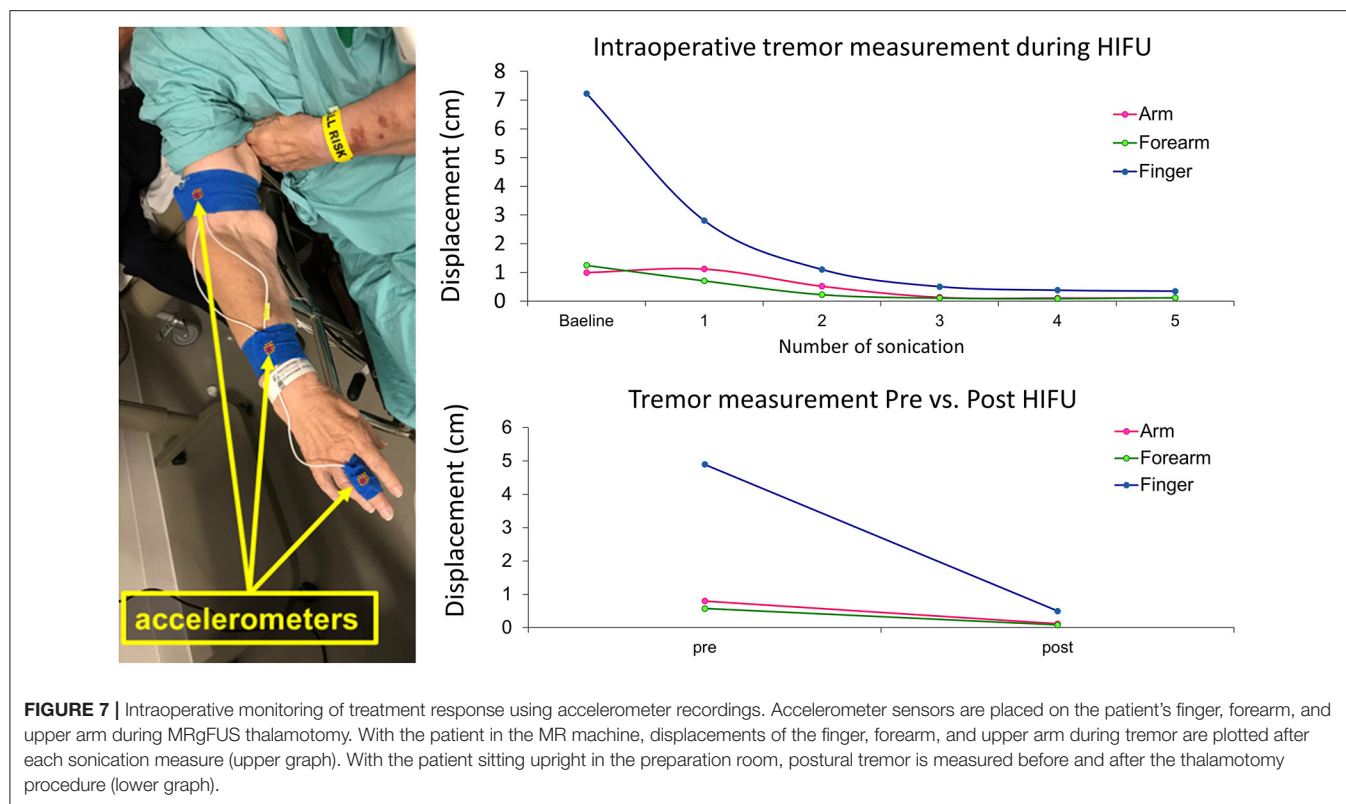 ALL RISK
accelerometers
Intraoperative tremor measurement during HIFU
Displacement (cm)
8
7
6
5
4
3
2
1
0
Baeline 1 2 3 4 5
Number of sonication
Arm
Forearm
Finger
Tremor measurement Pre vs. Post HIFU
Displacement (cm)
6
5
4
3
2
1
0
pre post
Arm
Forearm
Finger
FIGURE 7 | Intraoperative monitoring of treatment response using accelerometer recordings. Accelerometer sensors are placed on the patient's finger, forearm, and
upper arm during MRgFUS thalamotomy. With the patient in the MR machine, displacements of the finger, forearm, and upper arm during tremor are plotted after
each sonication measure (upper graph). With the patient sitting upright in the preparation room, postural tremor is measured before and after the thalamotomy
procedure (lower graph).